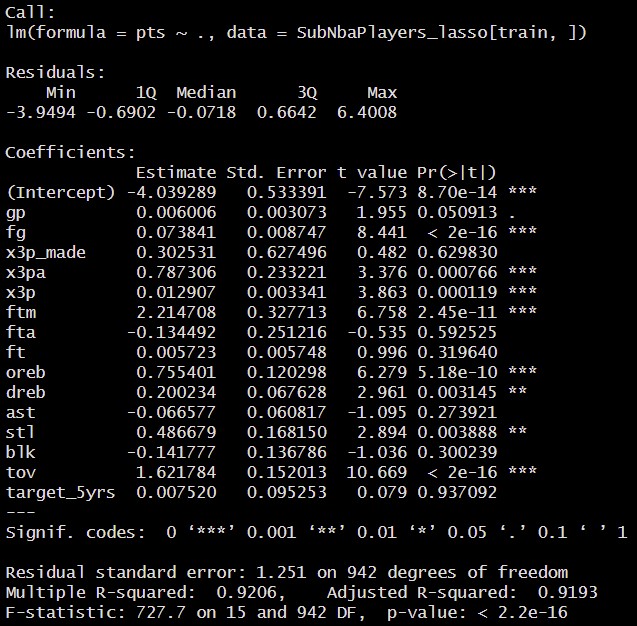 Call:
lm(formula = pts ~ ., data = SubNbaPlayers_lasso[train, ])
Residuals:
Min 1Q Median 3Q Max
-3.9494 -0.6902 -0.0718 0.6642 6.4008
Coefficients:
Estimate Std. Error t value Pr(>|t|)
(Intercept) -4.039289 0.533391 -7.573 8.70e-14 ***
gp 0.006006 0.003073 1.955 0.050913 .
fg 0.073841 0.008747 8.441 < 2e-16 ***
x3p_made 0.302531 0.627496 0.482 0.629830
x3pa 0.787306 0.233221 3.376 0.000766 ***
x3p 0.012907 0.003341 3.863 0.000119 ***
ftm 2.214708 0.327713 6.758 2.45e-11 ***
fta -0.134492 0.251216 -0.535 0.592525
ft 0.005723 0.005748 0.996 0.319640
oreb 0.755401 0.120298 6.279 5.18e-10 ***
dreb 0.200234 0.067628 2.961 0.003145 **
ast -0.066577 0.060817 -1.095 0.273921
stl 0.486679 0.168150 2.894 0.003888 **
blk -0.141777 0.136786 -1.036 0.300239
tov 1.621784 0.152013 10.669 < 2e-16 ***
target_5yrs 0.007520 0.095253 0.079 0.937092
---
Signif. codes: 0 ‘***’ 0.001 ‘**’ 0.01 ‘*’ 0.05 ‘.’ 0.1 ‘ ’ 1
Residual standard error: 1.251 on 942 degrees of freedom
Multiple R-squared: 0.9206, Adjusted R-squared: 0.9193
F-statistic: 727.7 on 15 and 942 DF, p-value: < 2.2e-16